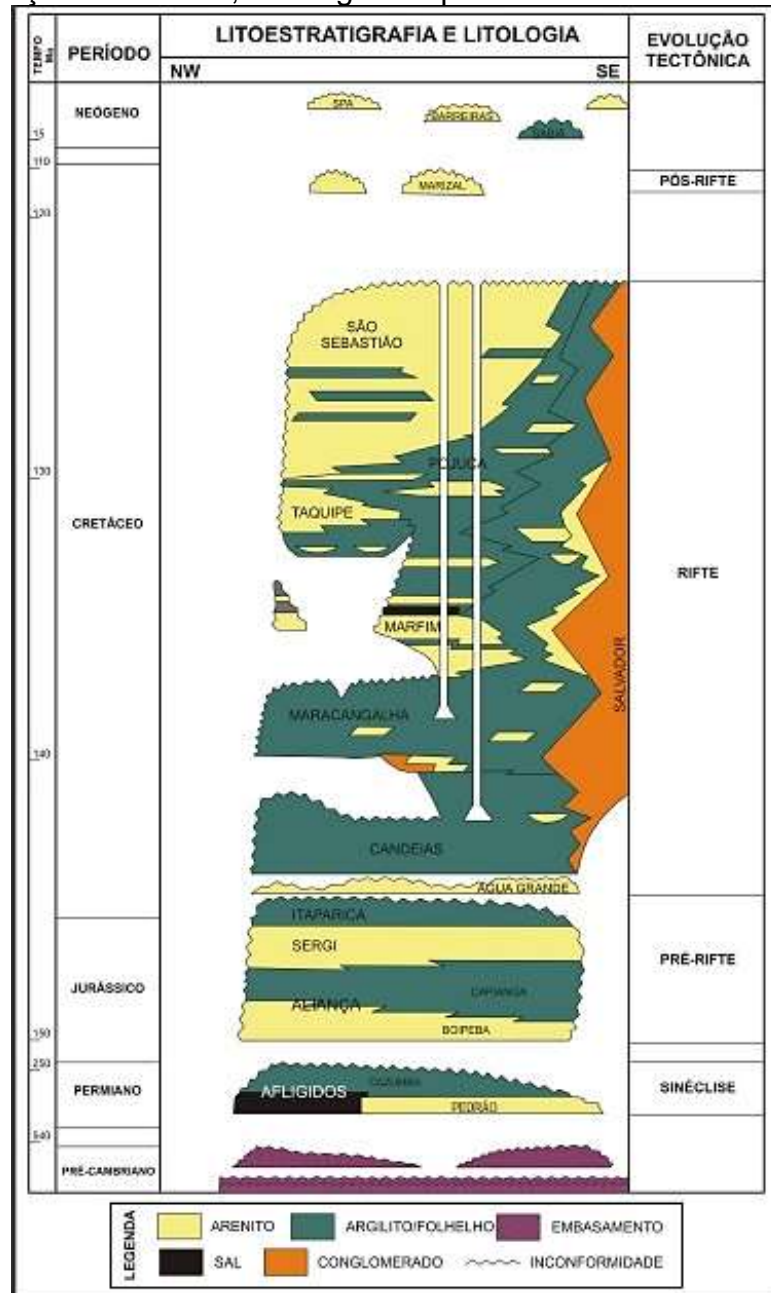 TEMPO
Ma
PERÍODO
LITOESTRATIGRAFIA E LITOLOGIA
NW
SE
EVOLUÇÃO
TECTÔNICA
NEÓGENO
SPA
BARREIRAS
15
110
MARIZAL
PÓS-RIFTE
120
SÃO
SEBASTIÃO
POJUCA
130
TAQUIPE
CRETÁCEO
RIFTE
MARFIM
SALVADOR
MARACANGALHA
140
CANDEIAS
ÁGUA GRANDE
ITAPARICA
SERGI
PRÉ-RIFTE
JURÁSSICO
CAPIANGA
ALIANÇA
BOIPEBA
150
250
CAZUMBA
AFLIGIDOS
PERMIANO
SINÉCLISE
PEDRÃO
540
PRÉ-CAMBRIANO
LEGENDA
ARENITO
ARGILITO/FOLHELHO
EMBASAMENTO
SAL
CONGLOMERADO
INCONFORMIDADE